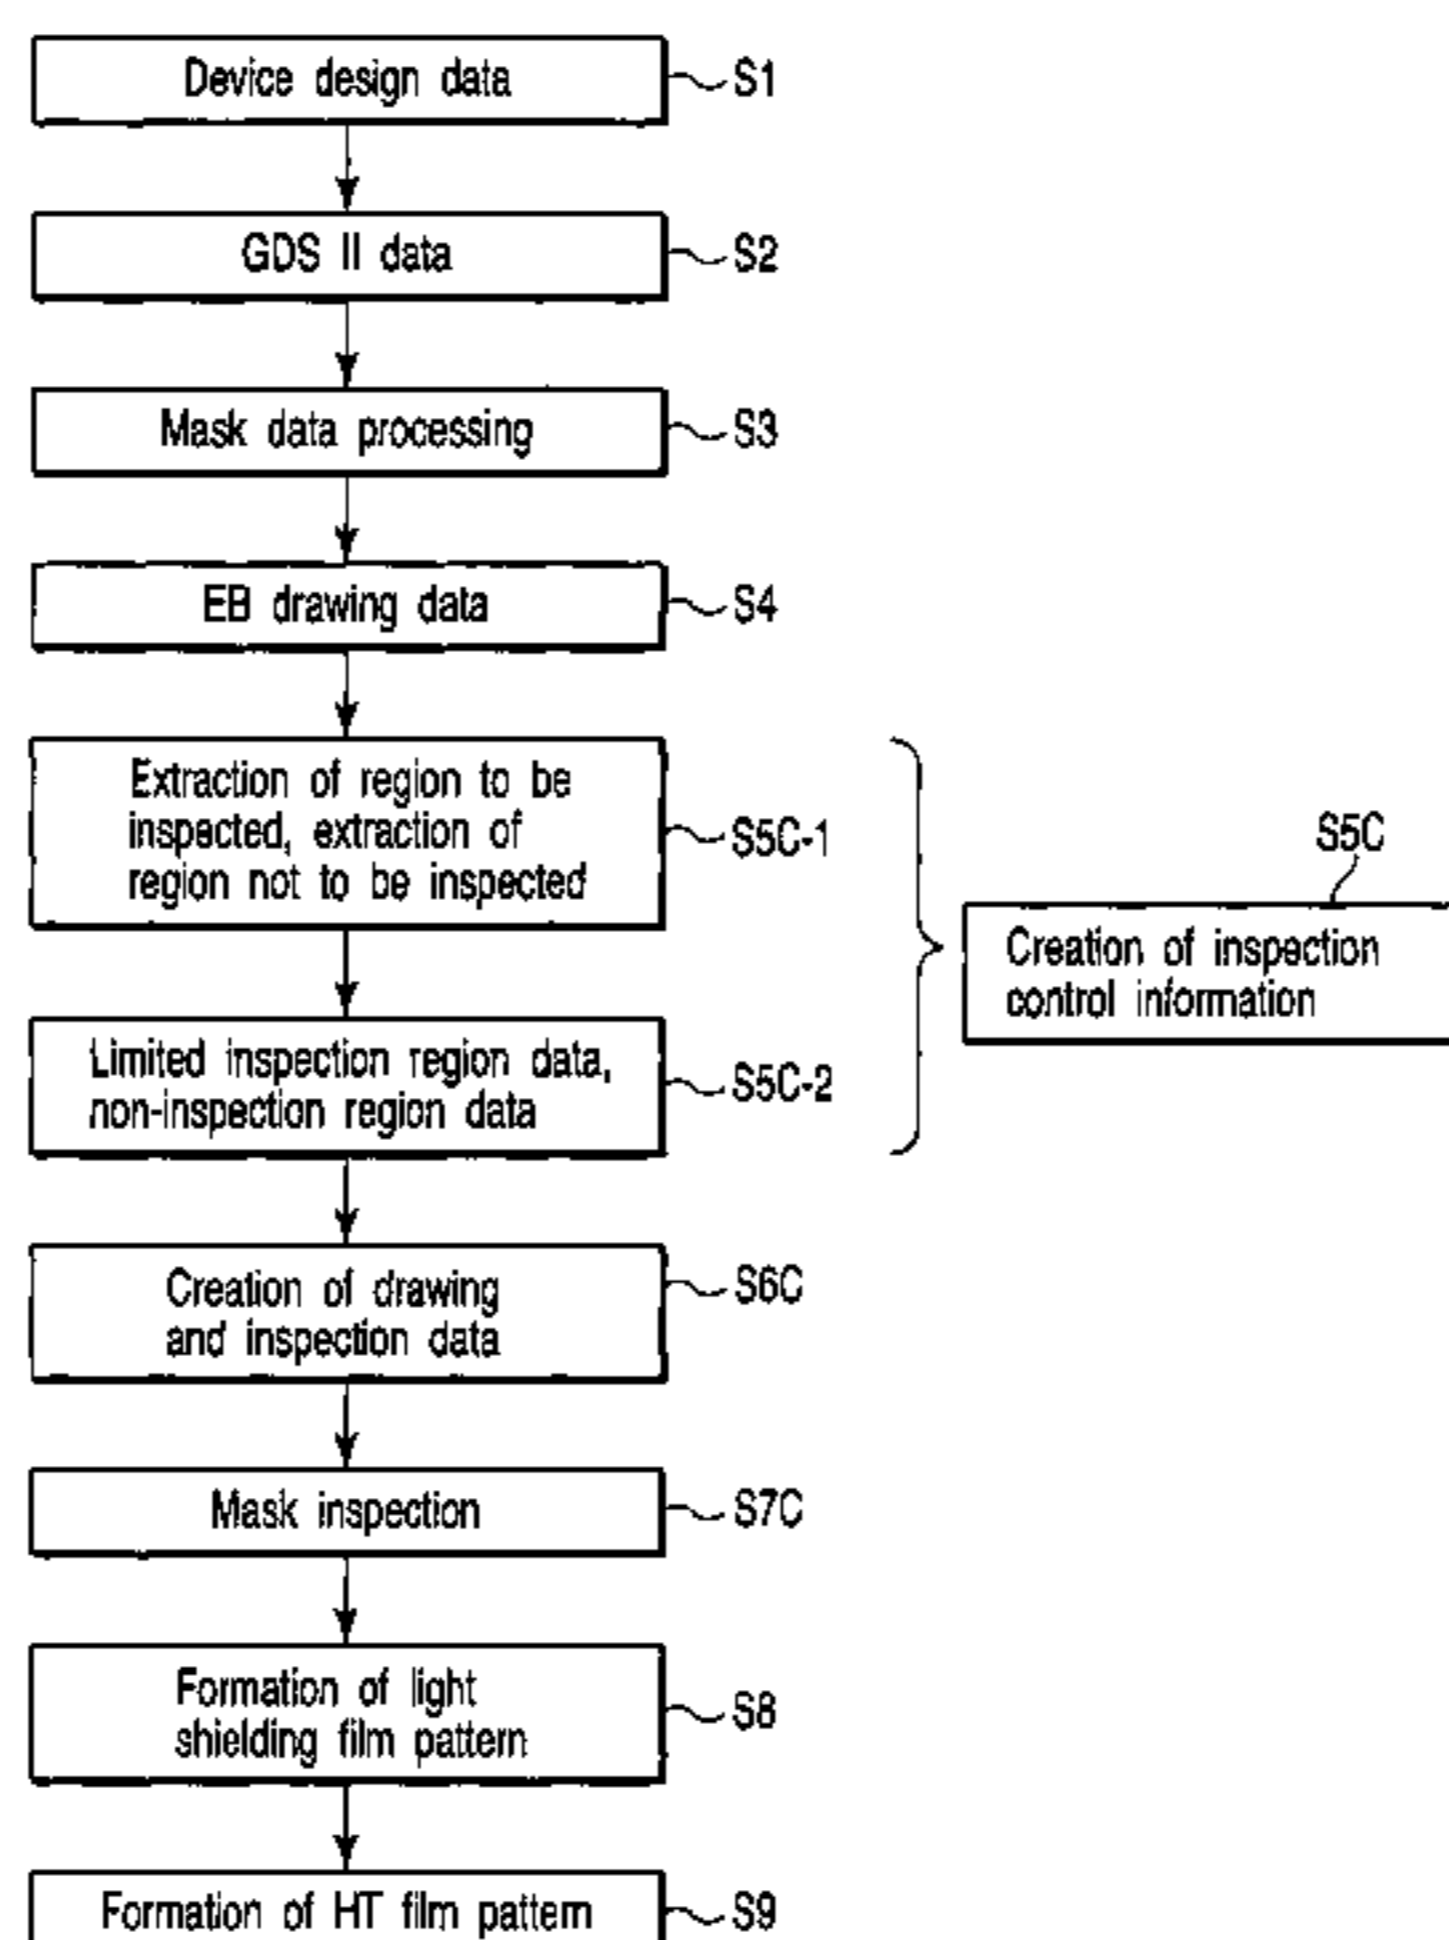 Device design data
S1
GDS II data
S2
Mask data processing
S3
EB drawing data
S4
Extraction of region to be
inspected, extraction of
region not to be inspected
S5C-1
Limited inspection region data,
non-inspection region data
S5C-2
S5C
Creation of inspection
control information
Creation of drawing
and inspection data
S6C
Mask inspection
S7C
Formation of light
shielding film pattern
S8
Formation of HT film pattern
S9